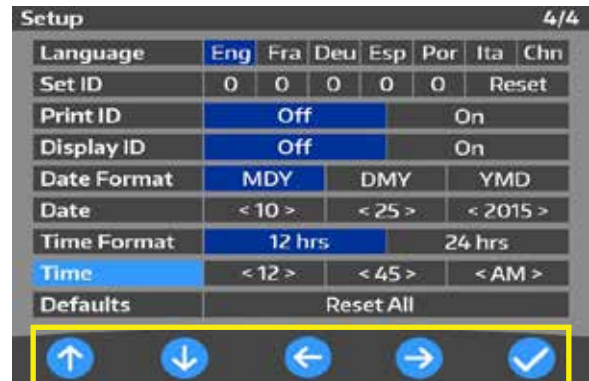 Setup 4/4
Language Eng Fra Deu Esp Por Ita Chn
Set ID 0 0 0 0 0 Reset
Print ID Off On
Display ID Off On
Date Format MDY DMY YMD
Date < 10 > < 25 > < 2015 >
Time Format 12 hrs 24 hrs
Time < 12 > < 45 > < AM >
Defaults Reset All